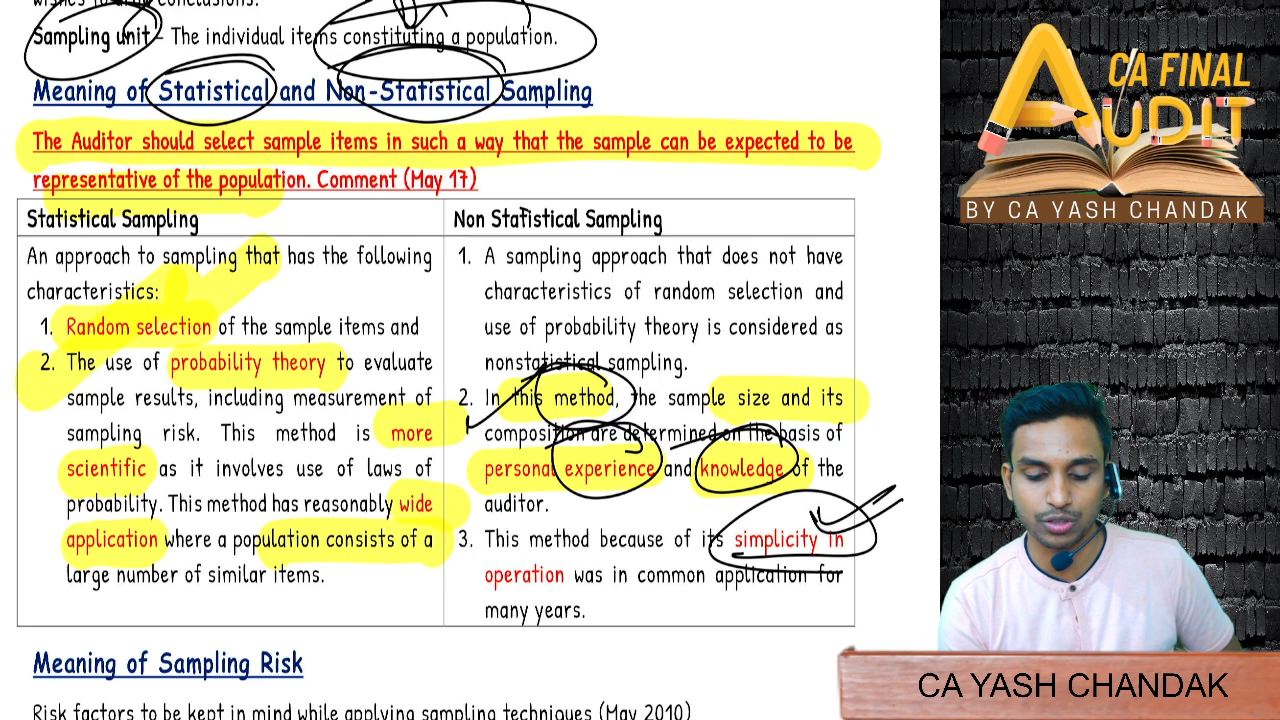 wishes to draw conclusions.
Sampling unit – The individual items constituting a population.
Meaning of Statistical and Non-Statistical Sampling
The Auditor should select sample items in such a way that the sample can be expected to be
representative of the population. Comment (May 17)
Statistical Sampling
An approach to sampling that has the following
characteristics:
1. Random selection of the sample items and
2. The use of probability theory to evaluate
sample results, including measurement of
sampling risk. This method is more
scientific as it involves use of laws of
probability. This method has reasonably wide
application where a population consists of a
large number of similar items.
Non Statistical Sampling
1. A sampling approach that does not have
characteristics of random selection and
use of probability theory is considered as
nonstatistical sampling.
2. In this method, the sample size and its
composition are determined on the basis of
personal experience and knowledge of the
auditor.
3. This method because of its simplicity in
operation was in common application for
many years.
Meaning of Sampling Risk
Risk factors to be kept in mind while applying sampling techniques (May 2010)
CA FINAL
AUDIT
BY CA YASH CHANDAK
CA YASH CHANDAK